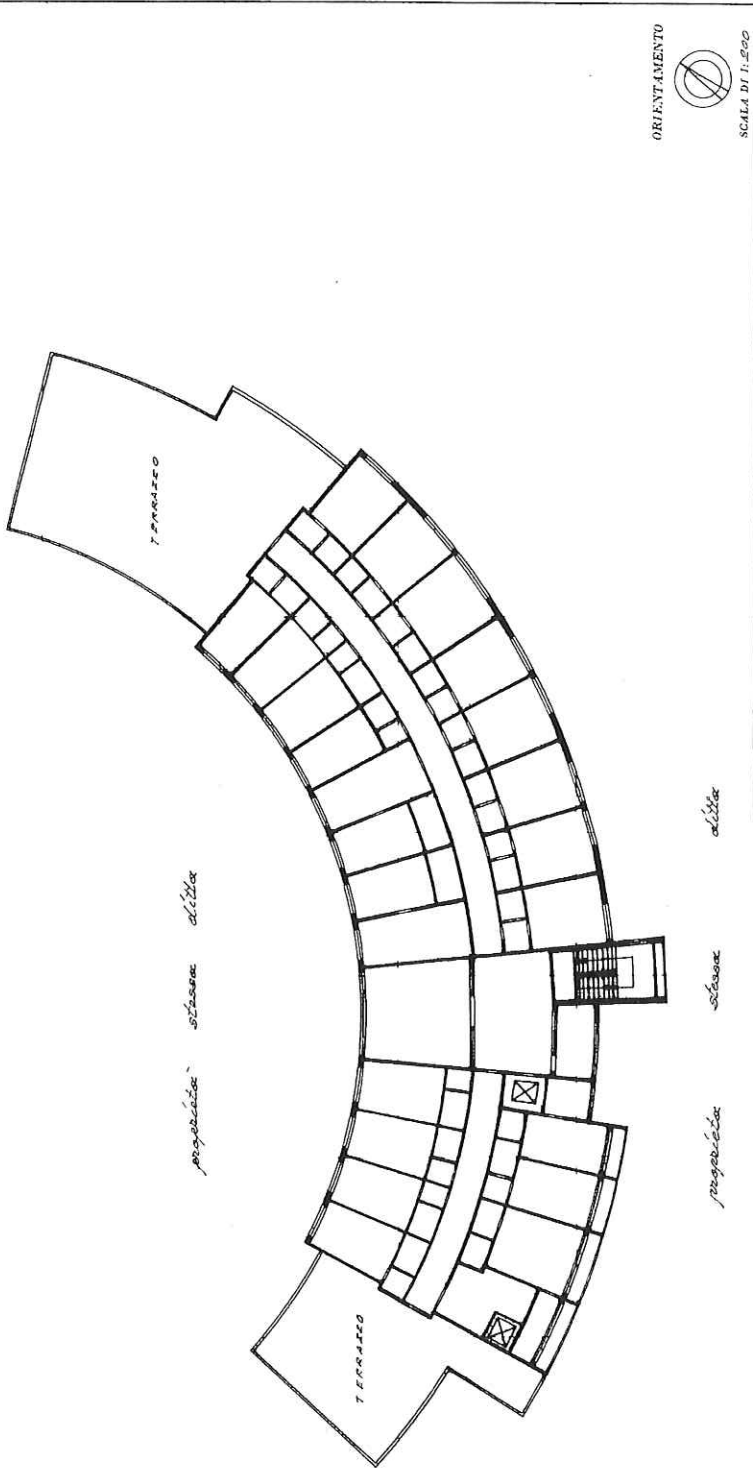 ORIENTAMENTO
SCALA DI 1: 200
TERRAZZO
proprietà stessa ditta
proprietà stessa ditta
TERRAZZO